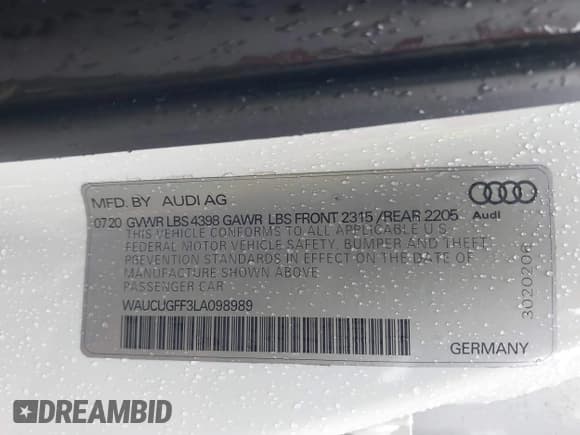 MFD. BY AUDI AG
07 20 GVWR LBS 4398 GAWR LBS FRONT 2315 /REAR 2205
THIS VEHICLE CONFORMS TO ALL APPLICABLE U.S.
FEDERAL MOTOR VEHICLE SAFETY, BUMPER AND THEFT
PREVENTION STANDARDS IN EFFECT ON THE DATE OF
MANUFACTURE SHOWN ABOVE
PASSENGER CAR
WAUCUGFF3LA098989
Audi
3020206
GERMANY
DREAMBID